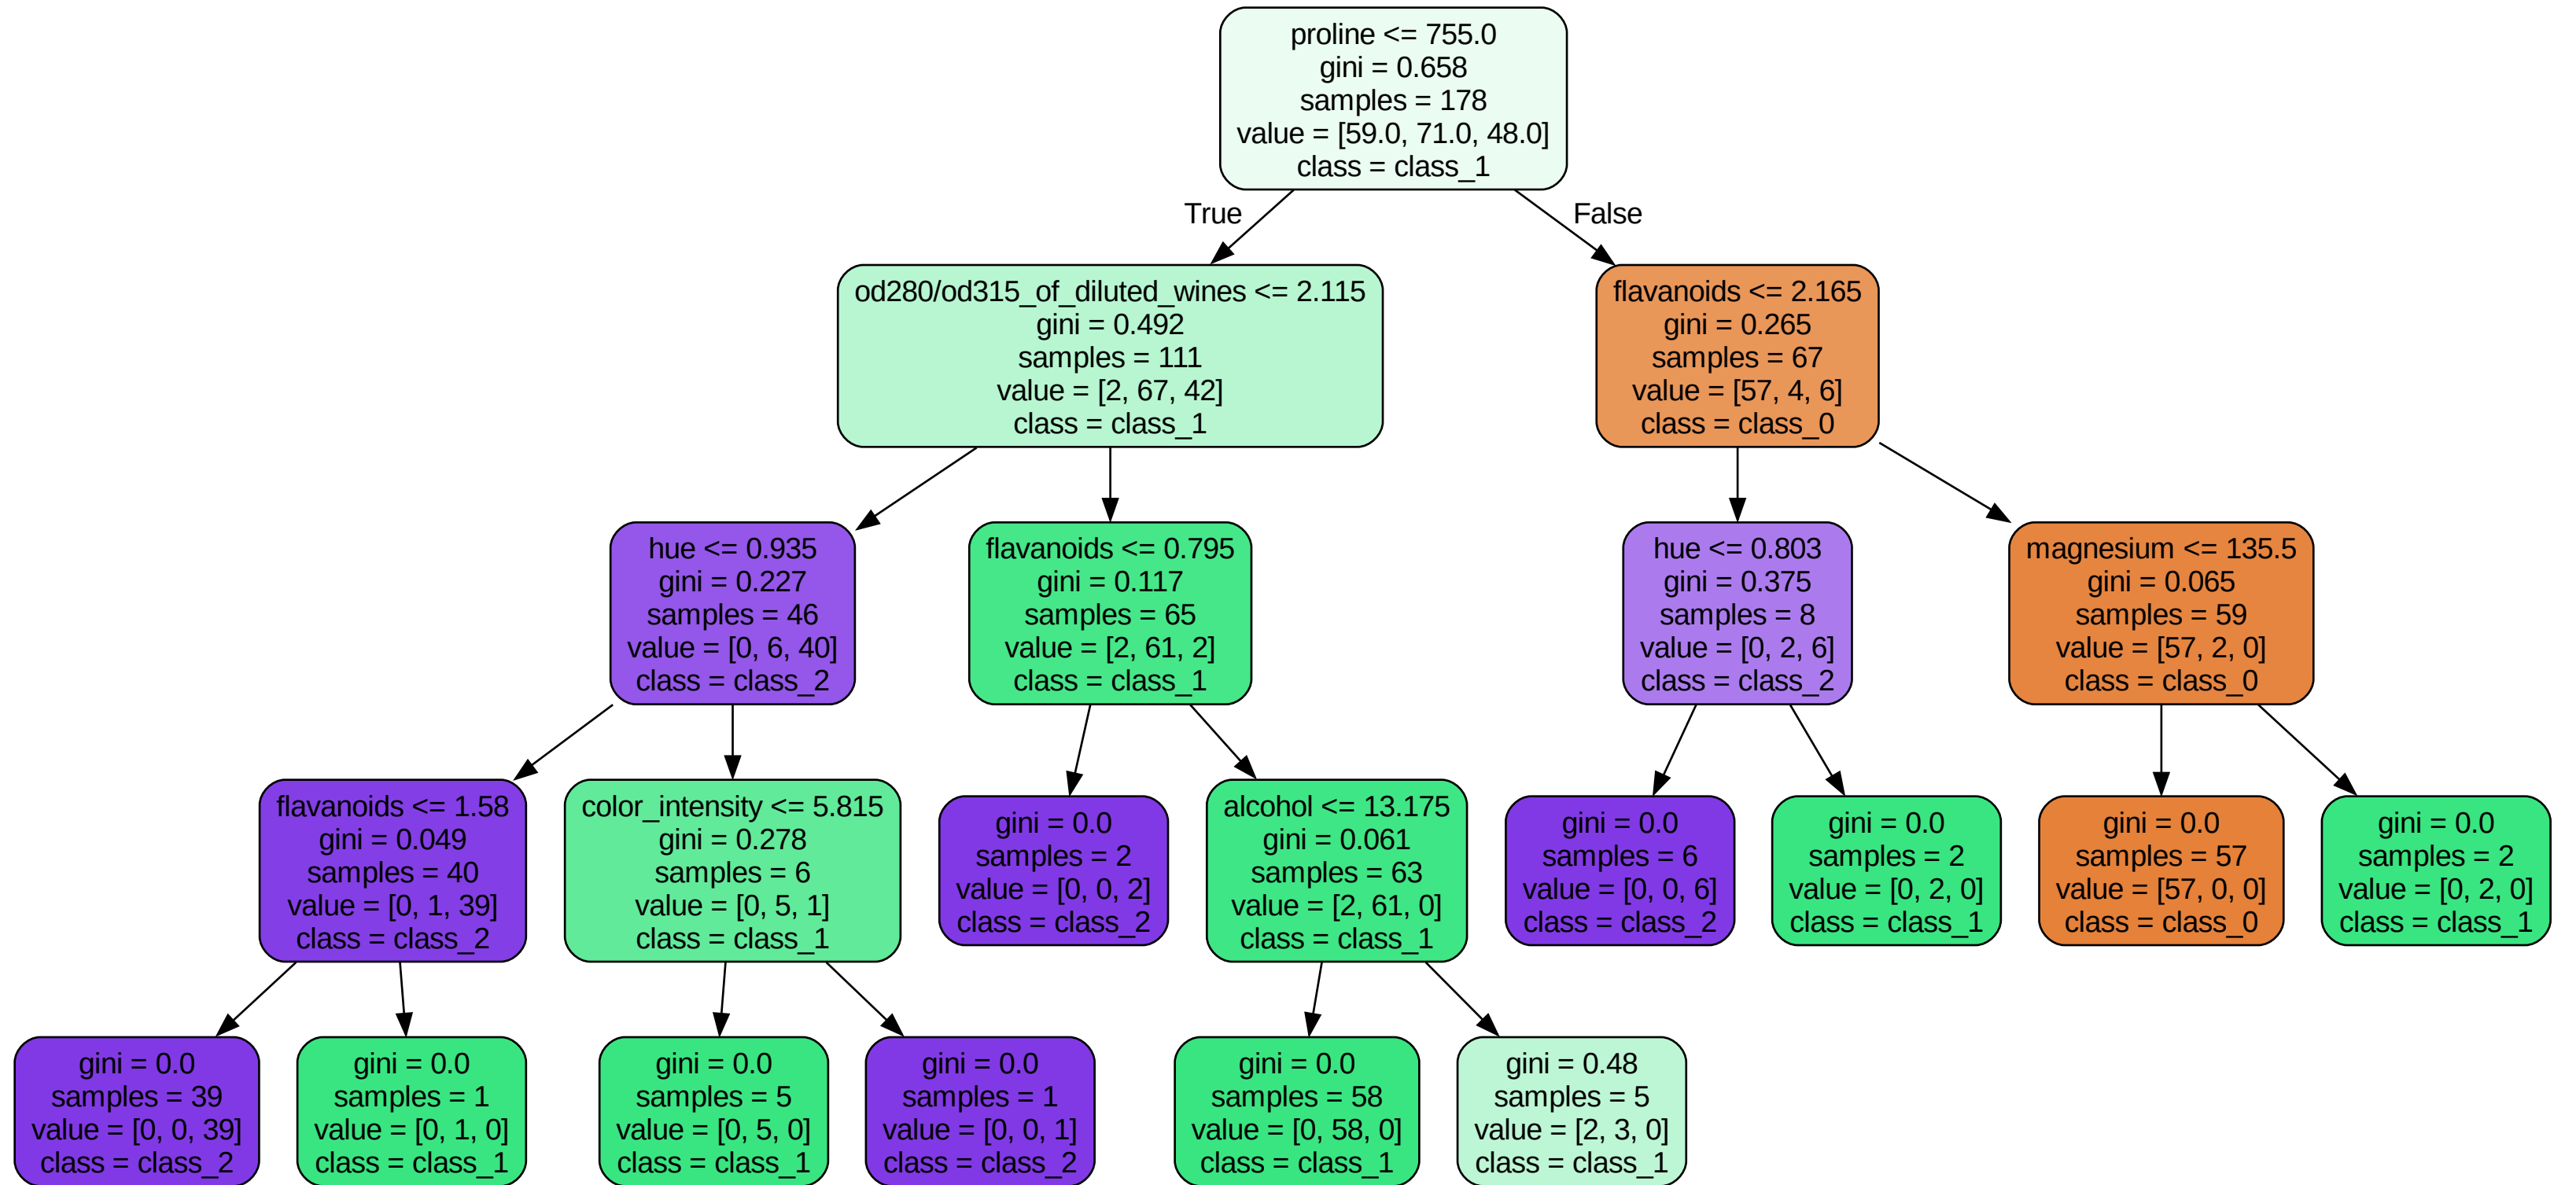 proline <= 755.0
gini = 0.658
samples = 178
value = [59.0, 71.0, 48.0]
class = class_1
True
False
od280/od315_of_diluted_wines <= 2.115
gini = 0.492
samples = 111
value = [2, 67, 42]
class = class_1
flavanoids <= 2.165
gini = 0.265
samples = 67
value = [57, 4, 6]
class = class_0
hue <= 0.935
gini = 0.227
samples = 46
value = [0, 6, 40]
class = class_2
flavanoids <= 0.795
gini = 0.117
samples = 65
value = [2, 61, 2]
class = class_1
hue <= 0.803
gini = 0.375
samples = 8
value = [0, 2, 6]
class = class_2
magnesium <= 135.5
gini = 0.065
samples = 59
value = [57, 2, 0]
class = class_0
flavanoids <= 1.58
gini = 0.049
samples = 40
value = [0, 1, 39]
class = class_2
color_intensity <= 5.815
gini = 0.278
samples = 6
value = [0, 5, 1]
class = class_1
gini = 0.0
samples = 2
value = [0, 0, 2]
class = class_2
alcohol <= 13.175
gini = 0.061
samples = 63
value = [2, 61, 0]
class = class_1
gini = 0.0
samples = 6
value = [0, 0, 6]
class = class_2
gini = 0.0
samples = 2
value = [0, 2, 0]
class = class_1
gini = 0.0
samples = 57
value = [57, 0, 0]
class = class_0
gini = 0.0
samples = 2
value = [0, 2, 0]
class = class_1
gini = 0.0
samples = 39
value = [0, 0, 39]
class = class_2
gini = 0.0
samples = 1
value = [0, 1, 0]
class = class_1
gini = 0.0
samples = 5
value = [0, 5, 0]
class = class_1
gini = 0.0
samples = 1
value = [0, 0, 1]
class = class_2
gini = 0.0
samples = 58
value = [0, 58, 0]
class = class_1
gini = 0.48
samples = 5
value = [2, 3, 0]
class = class_1